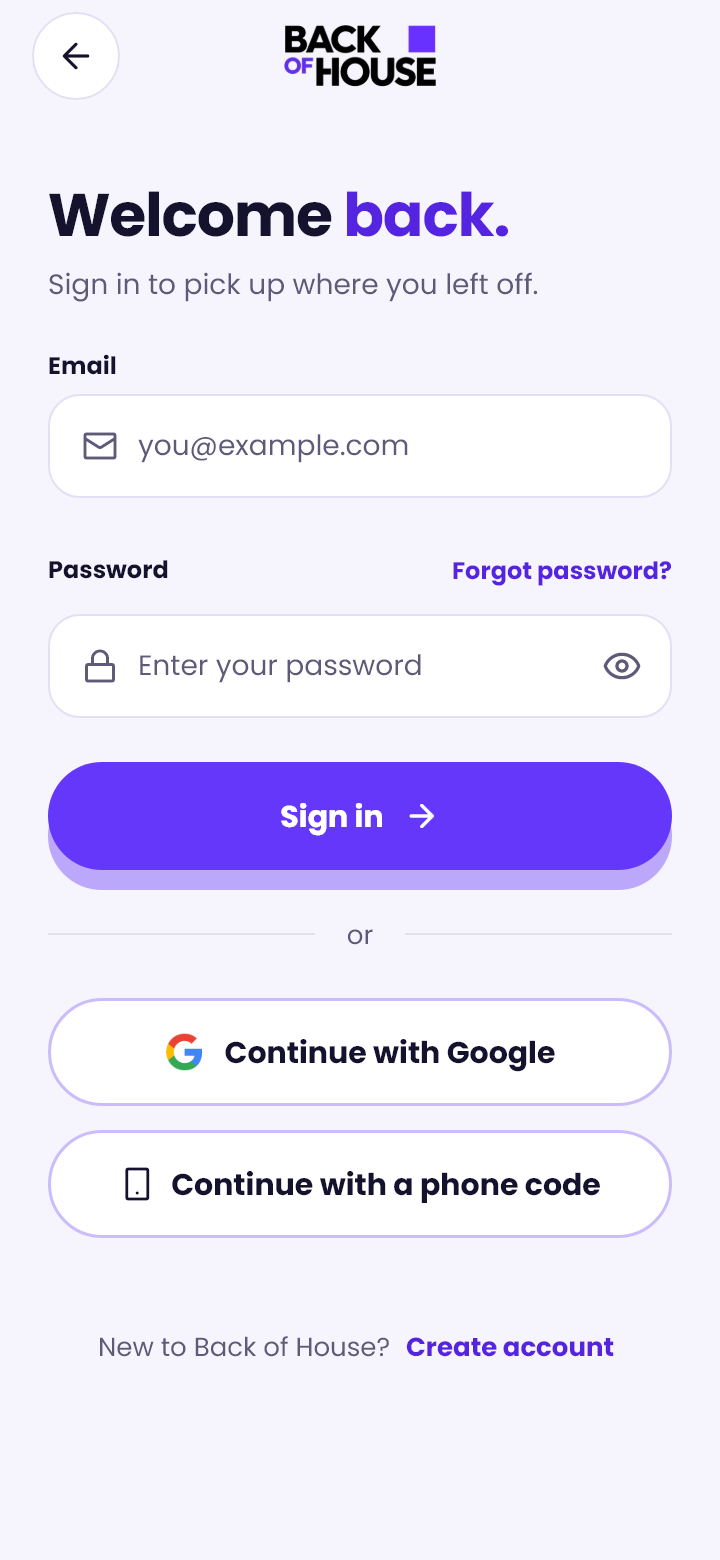 BACK
OF HOUSE
Welcome back.
Sign in to pick up where you left off.
Email
you@example.com
Password
Forgot password?
Enter your password
Sign in
or
Continue with Google
Continue with a phone code
New to Back of House? Create account